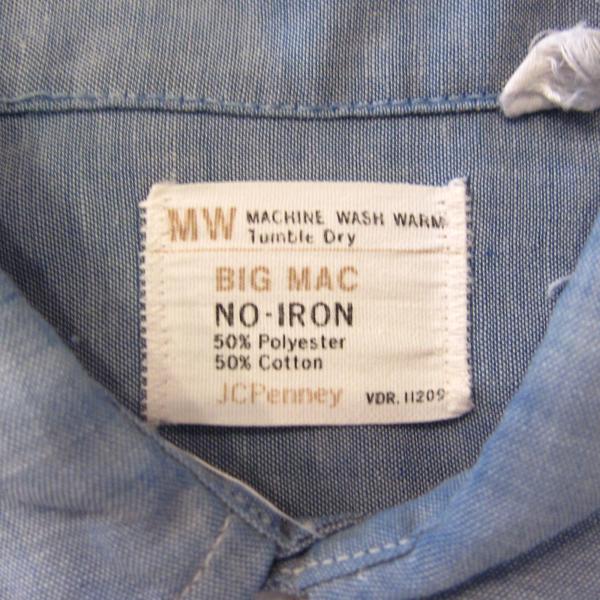 MW MACHINE WASH WARM
Tumble Dry
BIG MAC
NO-IRON
50% Polyester
50% Cotton
JCPenney VDR. 11209